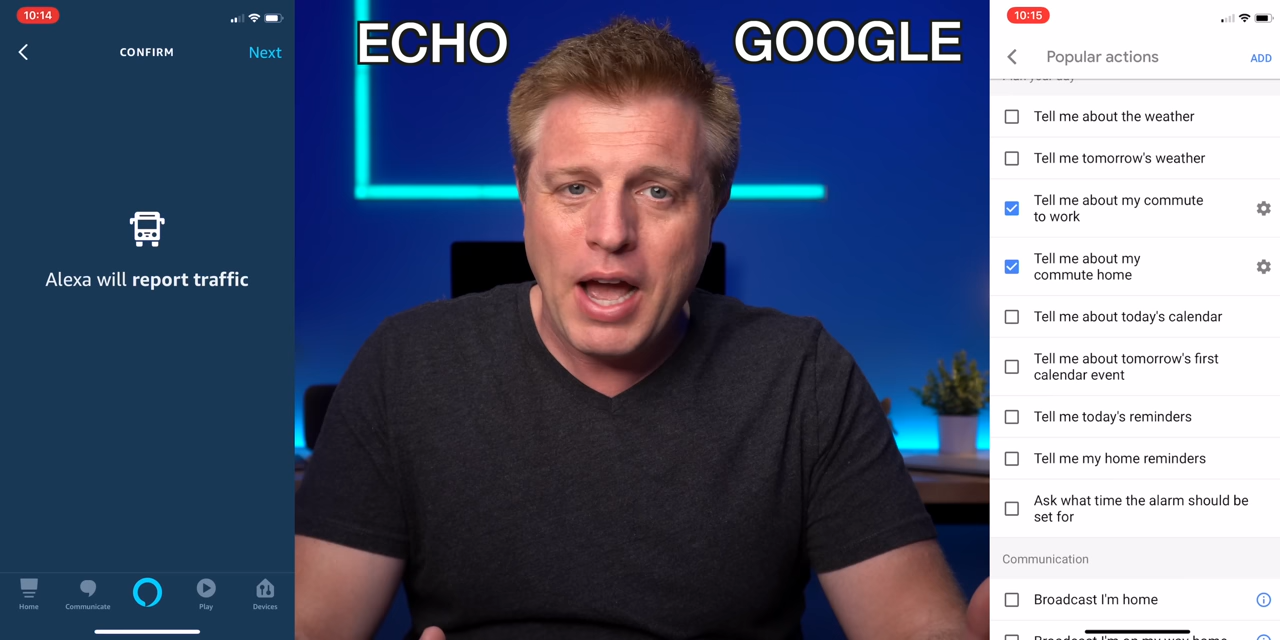 10:14
CONFIRM
Next
Alexa will report traffic
Home
Communicate
Play
Devices
ECHO
GOOGLE
10:15
Popular actions
ADD
Tell me about the weather
Tell me tomorrow's weather
Tell me about my commute
to work
Tell me about my
commute home
Tell me about today's calendar
Tell me about tomorrow's first
calendar event
Tell me today's reminders
Tell me my home reminders
Ask what time the alarm should be
set for
Communication
Broadcast I'm home